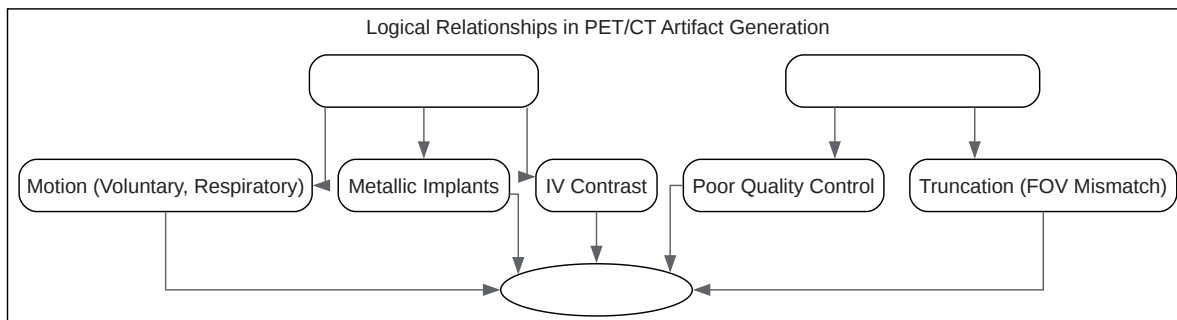 Logical Relationships in PET/CT Artifact Generation
Motion (Voluntary, Respiratory)
Metallic Implants
IV Contrast
Poor Quality Control
Truncation (FOV Mismatch)